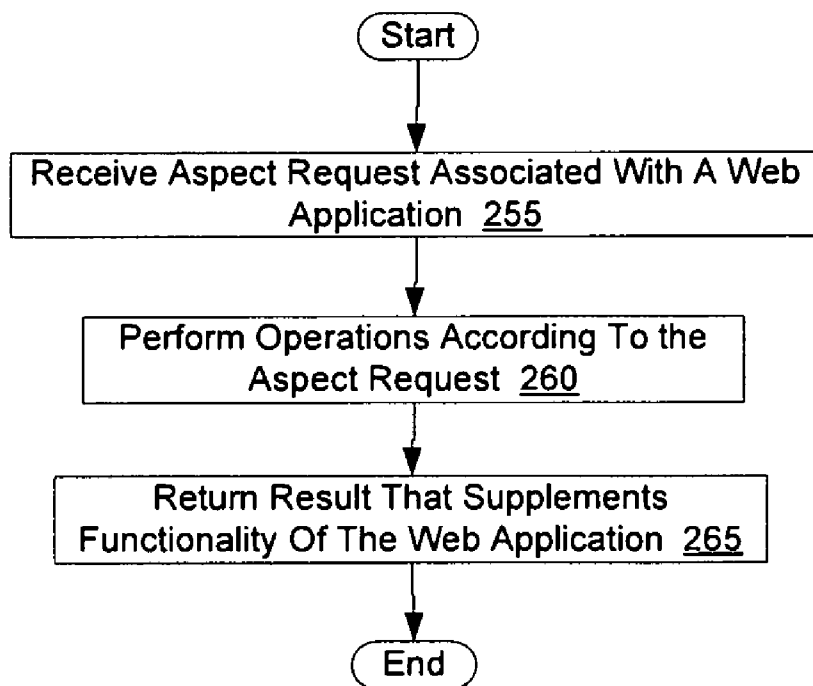 Start
Receive Aspect Request Associated With A Web
Application 255
Perform Operations According To the
Aspect Request 260
Return Result That Supplements
Functionality Of The Web Application 265
End